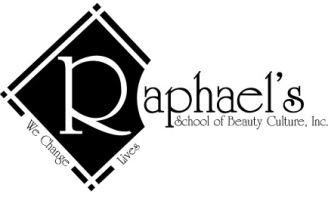 Raphael's
School of Beauty Culture, Inc.
We Change
Lives